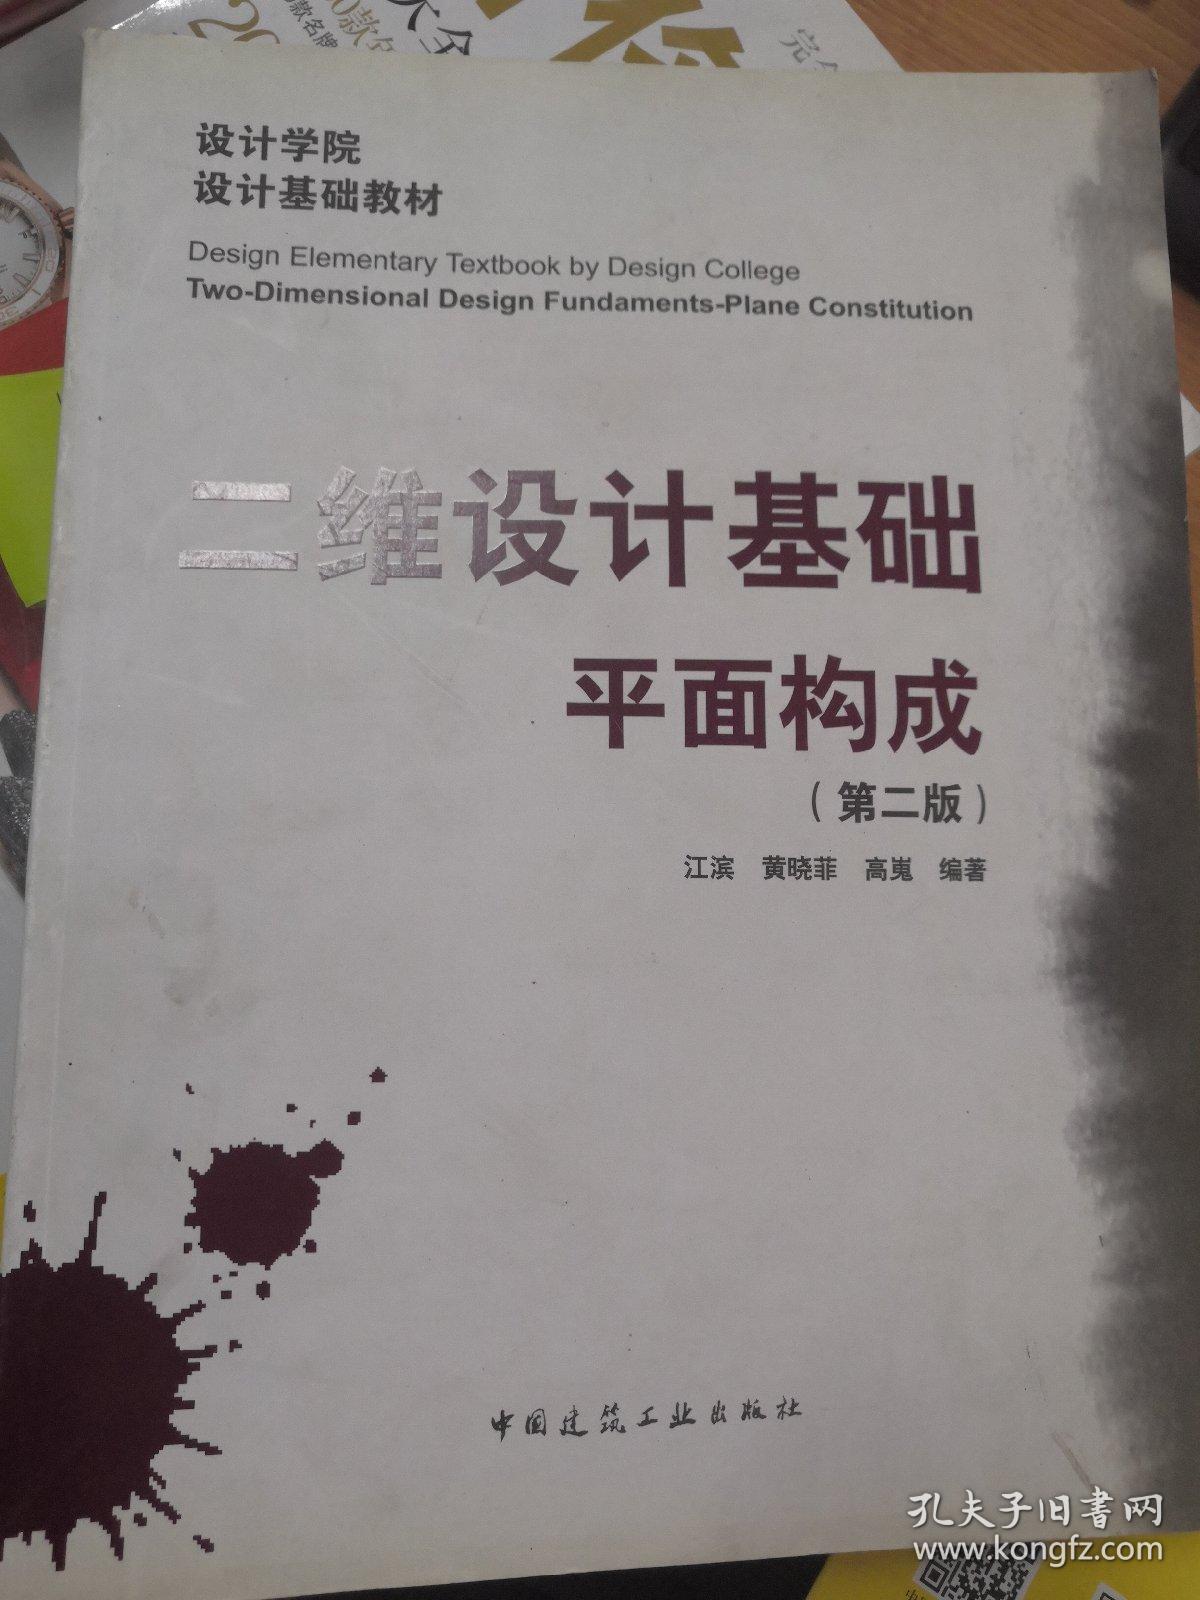 大全
设计学院
设计基础教材
Design Elementary Textbook by Design College
Two-Dimensional Design Fundaments-Plane Constitution
二维设计基础
平面构成
（第二版）
江滨 黄晓菲 高嵬 编著
中国建筑工业出版社
孔夫子旧书网
www.kongfz.com